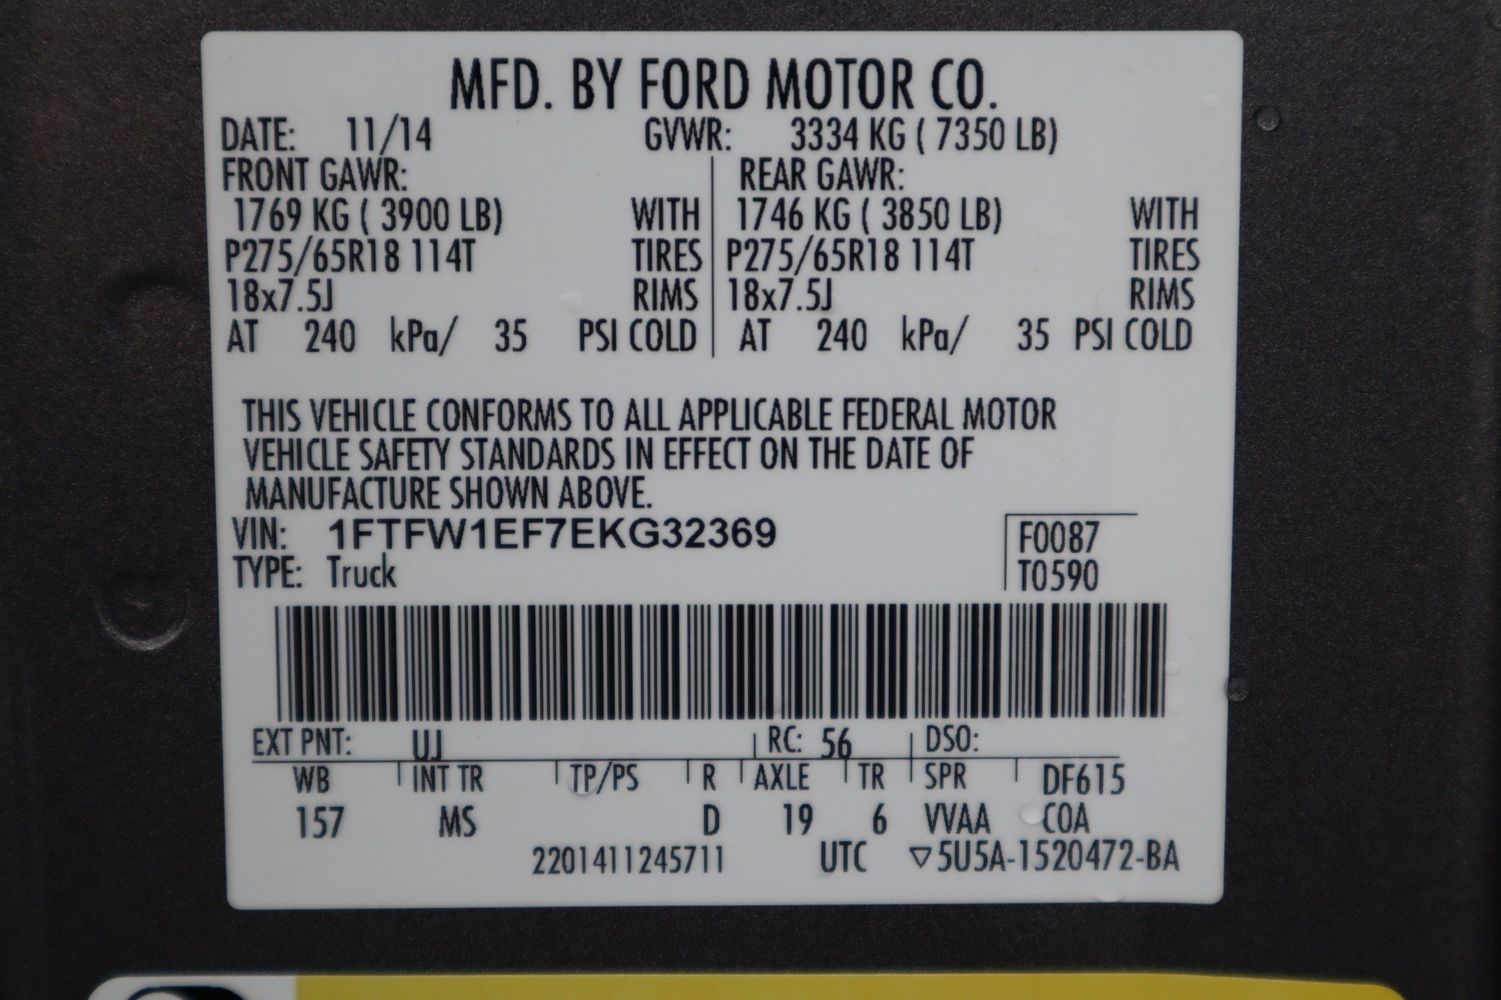 MFD. BY FORD MOTOR CO.
DATE: 11/14 GVWR: 3334 KG ( 7350 LB)
FRONT GAWR: REAR GAWR:
1769 KG ( 3900 LB) WITH 1746 KG ( 3850 LB) WITH
P275/65R18 114T TIRES P275/65R18 114T TIRES
18x7.5J RIMS 18x7.5J RIMS
AT 240 kPa/ 35 PSI COLD AT 240 kPa/ 35 PSI COLD
THIS VEHICLE CONFORMS TO ALL APPLICABLE FEDERAL MOTOR
VEHICLE SAFETY STANDARDS IN EFFECT ON THE DATE OF
MANUFACTURE SHOWN ABOVE.
VIN: 1FTFW1EF7EKG32369 F0087
TYPE: Truck T0590
EXT PNT: UJ RC: 56 DSO:
WB INT TR TP/PS R AXLE TR SPR DF615
157 MS D 19 6 VVAA COA
2201411245711 UTC ▽5U5A-1520472-BA